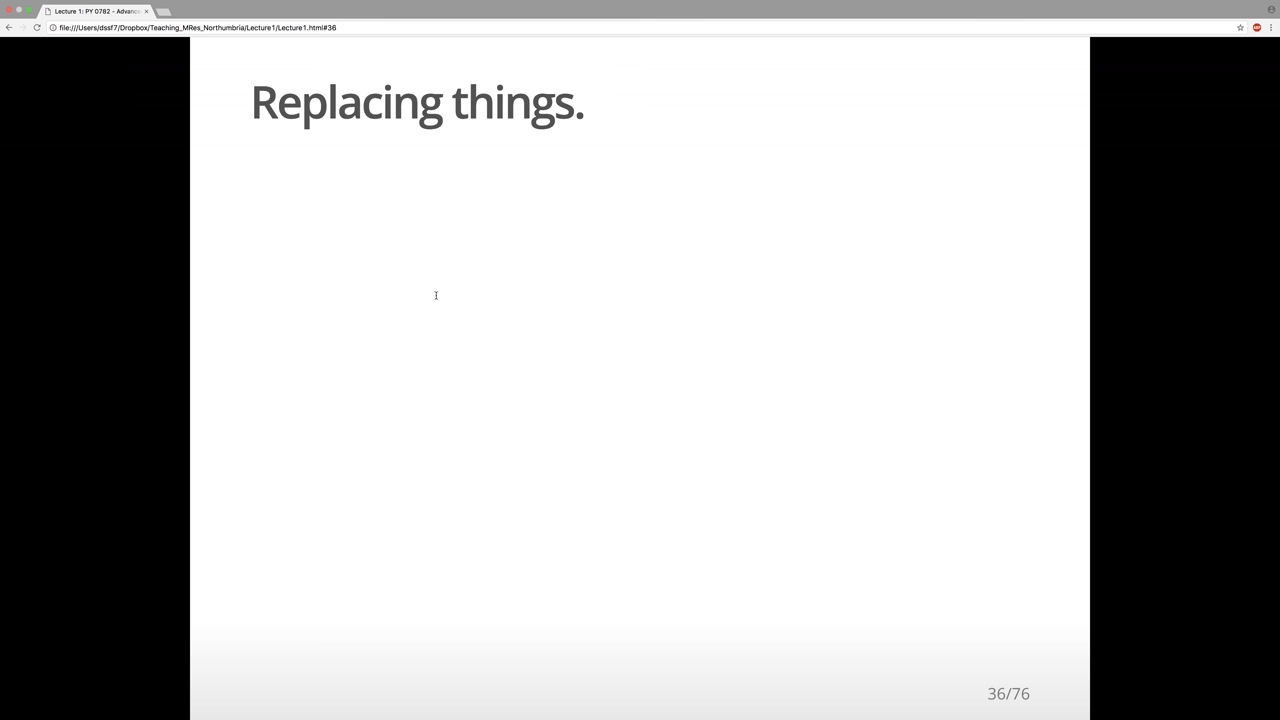 Lecture 1: PY 0782 - Advanc
file:///Users/dssf7/Dropbox/Teaching_MRes_Northumbria/Lecture1/Lecture1.html#36
Replacing things.
36/76